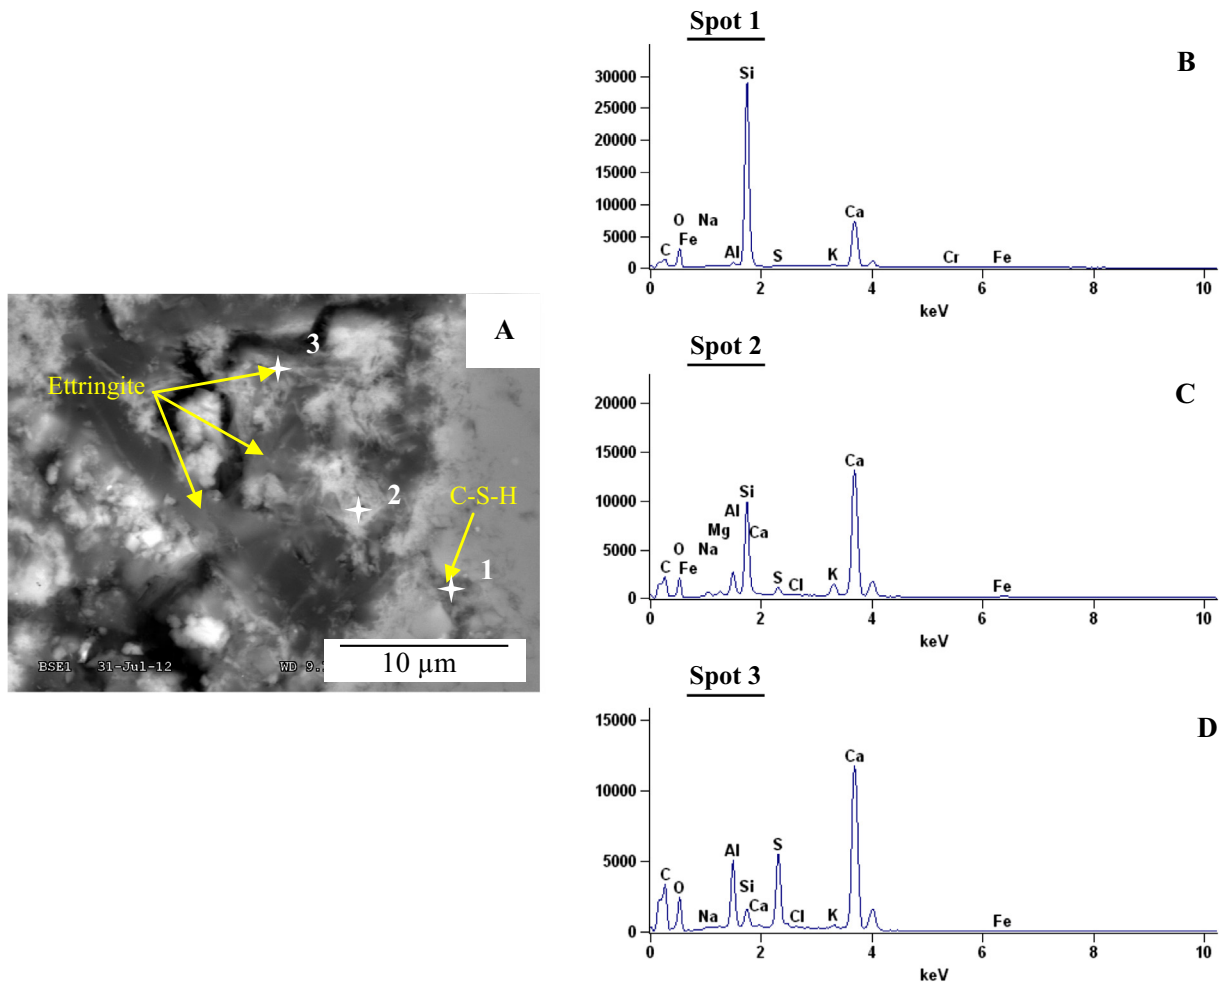 A
3
Ettringite
2
C-S-H
1
BSE1 31-Jul-12 WD 9.
10 µm
Spot 1
B
30000
25000
20000
15000
10000
5000
0
Si
Ca
O Na
Fe
C
Al
S
K
Cr
Fe
0 2 4 6 8 10
keV
Spot 2
C
20000
15000
10000
5000
0
Ca
Si
Al
Mg
Ca
O
Na
C
Fe
S
Cl
K
Fe
0 2 4 6 8 10
keV
Spot 3
D
15000
10000
5000
0
Ca
Al
S
C
O
Si
Na
Ca
Cl
K
Fe
0 2 4 6 8 10
keV